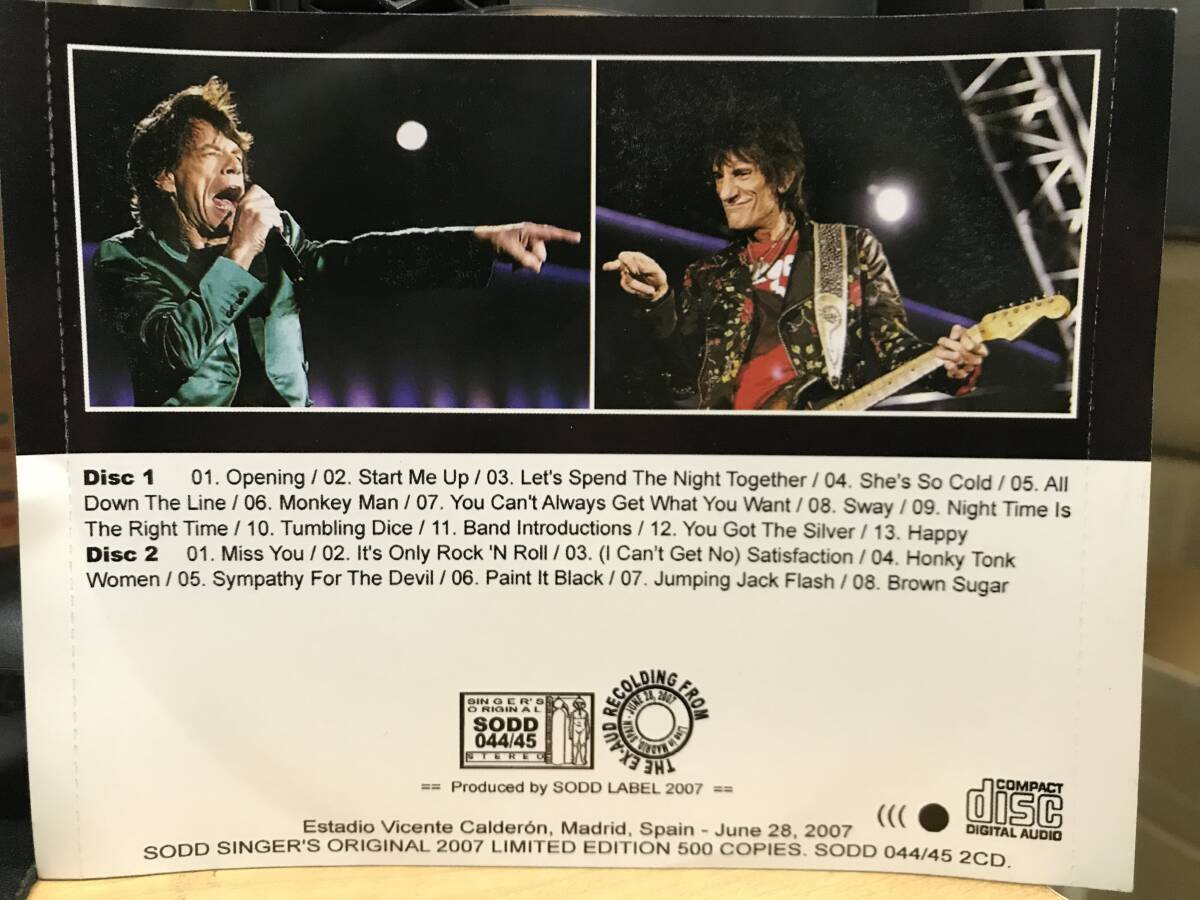 Disc 1 01. Opening / 02. Start Me Up / 03. Let's Spend The Night Together / 04. She's So Cold / 05. All
Down The Line / 06. Monkey Man / 07. You Can't Always Get What You Want / 08. Sway / 09. Night Time Is
The Right Time / 10. Tumbling Dice / 11. Band Introductions / 12. You Got The Silver / 13. Happy
Disc 2 01. Miss You / 02. It's Only Rock 'N Roll / 03. (I Can't Get No) Satisfaction / 04. Honky Tonk
Women / 05. Sympathy For The Devil / 06. Paint It Black / 07. Jumping Jack Flash / 08. Brown Sugar
SINGER'S
ORIGINAL
SODD
044/45
STEREO
THE EX-AUD RECOLDING FROM
Live in MADRID, SPAIN - JUNE 28, 2007
== Produced by SODD LABEL 2007 ==
COMPACT
disc
DIGITAL AUDIO
Estadio Vicente Calderón, Madrid, Spain - June 28, 2007
SODD SINGER'S ORIGINAL 2007 LIMITED EDITION 500 COPIES. SODD 044/45 2CD.